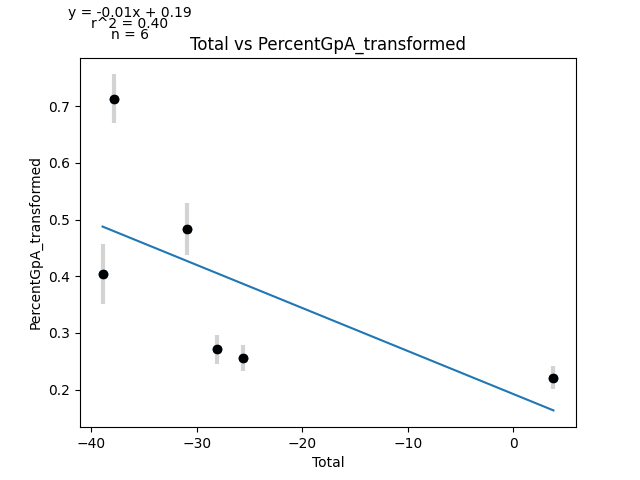 y = -0.01x + 0.19
r^2 = 0.40
n = 6
Total vs PercentGpA_transformed
PercentGpA_transformed
0.7
0.6
0.5
0.4
0.3
0.2
−40
−30
−20
−10
0
Total